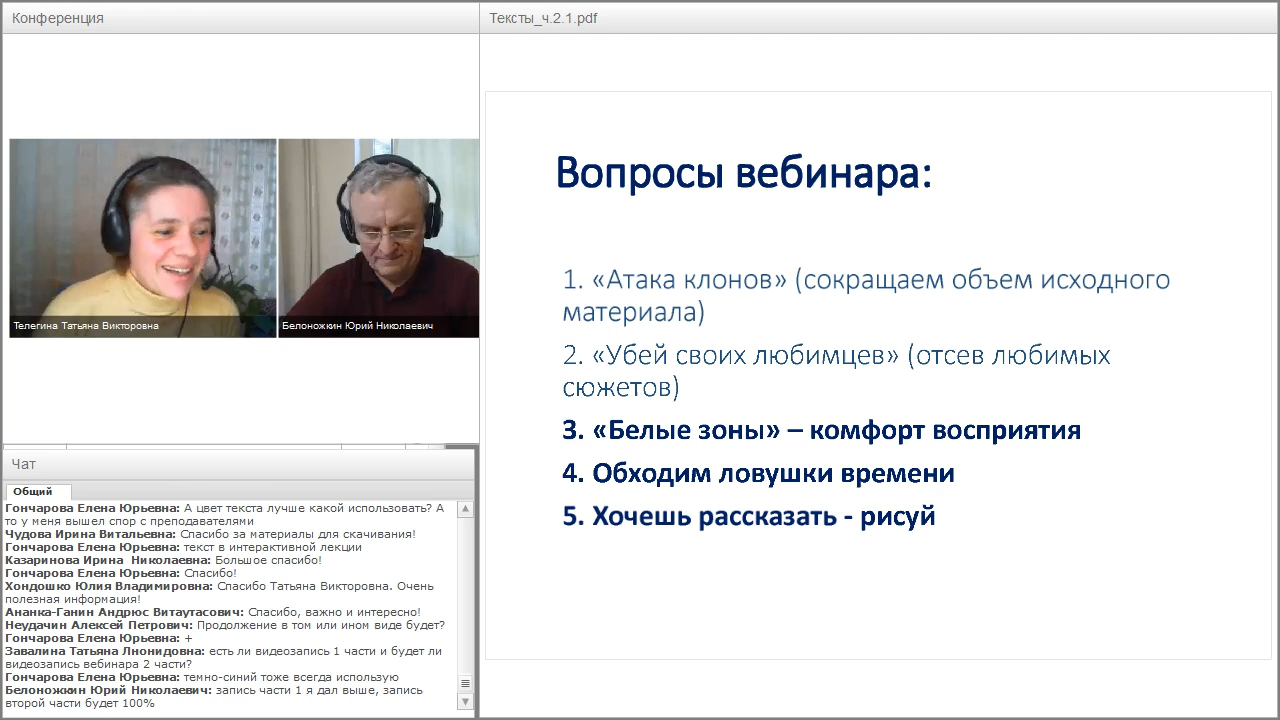 Конференция
Телегина Татьяна Викторовна
Белоножкин Юрий Николаевич
Чат
Общий
Гончарова Елена Юрьевна: А цвет текста лучше какой использовать? А
то у меня вышел спор с преподателями
Чудова Ирина Витальевна: Спасибо за материалы для скачивания!
Гончарова Елена Юрьевна: текст в интерактивной лекции
Казаринова Ирина Николаевна: Большое спасибо!
Гончарова Елена Юрьевна: Спасибо!
Хондошко Юлия Владимировна: Спасибо Татьяна Викторовна. Очень
полезная информация!
Ананка-Ганин Андрюс Витаутасович: Спасибо, важно и интересно!
Неудачин Алексей Петрович: Продолжение в том или ином виде будет?
Гончарова Елена Юрьевна: +
Завалина Татьяна Лнонидовна: есть ли видеозапись 1 части и будет ли
видеозапись вебинара 2 части?
Гончарова Елена Юрьевна: темно-синий тоже всегда использую
Белоножкин Юрий Николаевич: запись части 1 я дал выше, запись
второй части будет 100%
Тексты_ч.2.1.pdf
Вопросы вебинара:
1. «Атака клонов» (сокращаем объем исходного
материала)
2. «Убей своих любимцев» (отсев любимых
сюжетов)
3. «Белые зоны» – комфорт восприятия
4. Обходим ловушки времени
5. Хочешь рассказать - рисуй